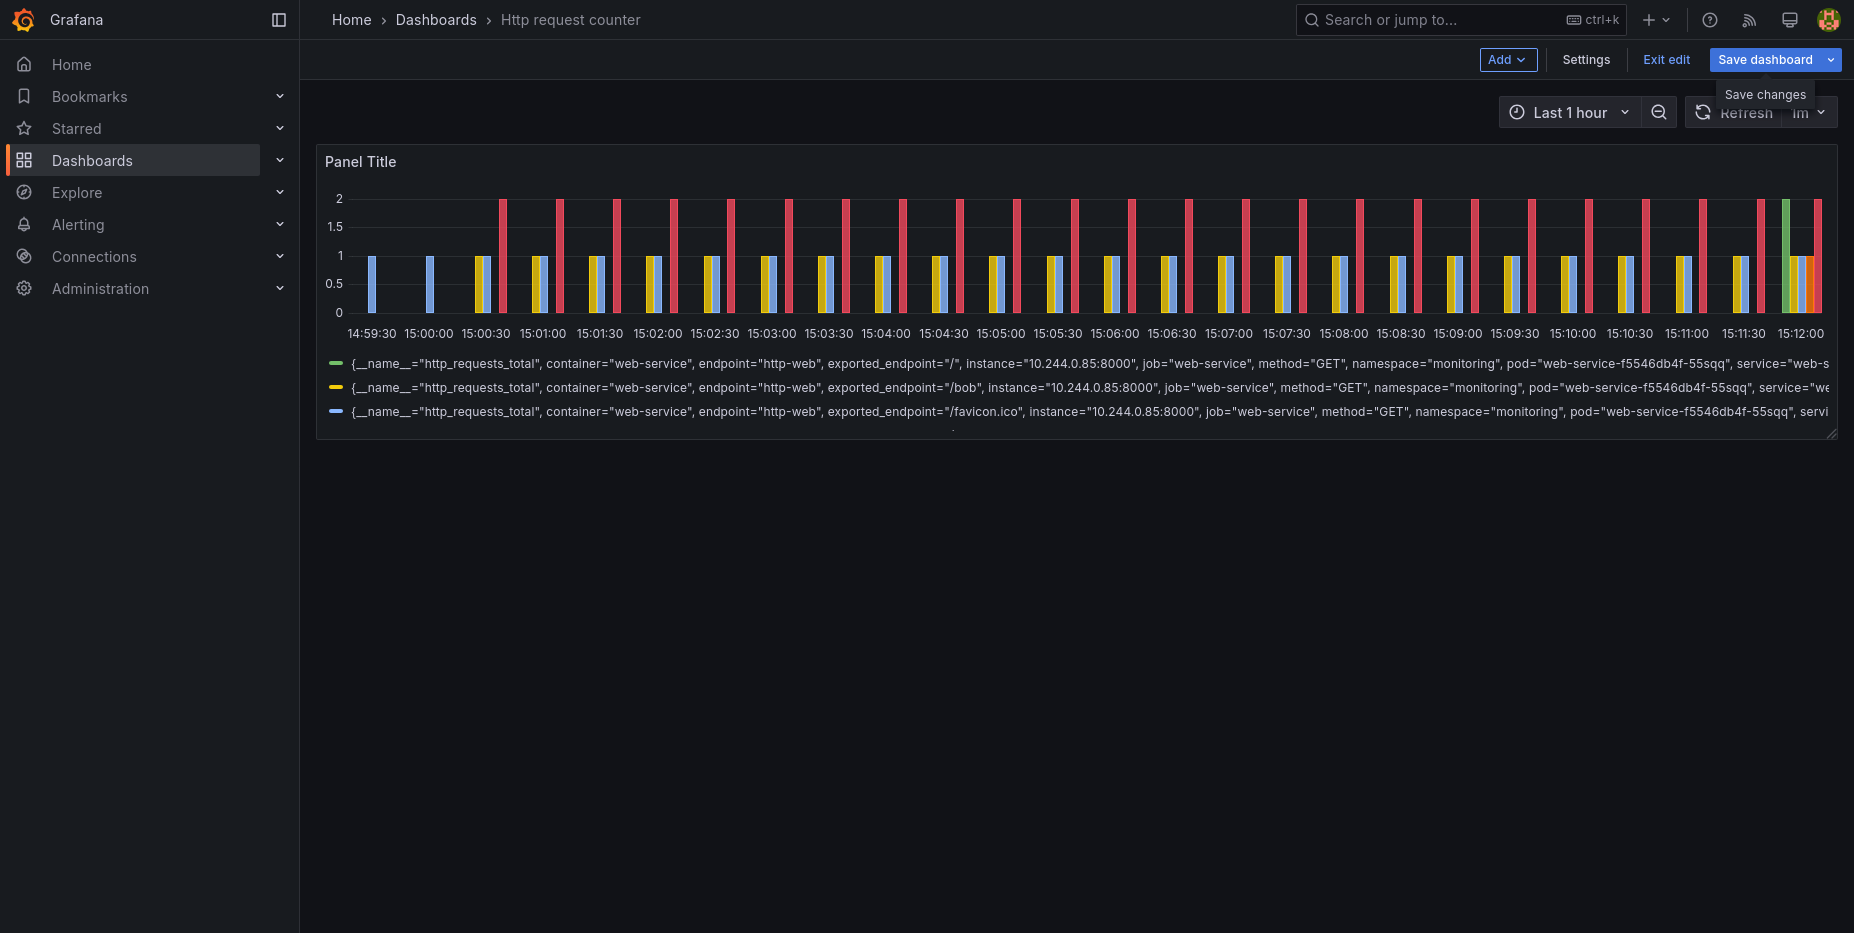 Grafana
Home › Dashboards › Http request counter
Search or jump to...
ctrl+k
Add
Settings
Exit edit
Save dashboard
Save changes
Home
Bookmarks
Starred
Dashboards
Explore
Alerting
Connections
Administration
Last 1 hour
Refresh
1m
Panel Title
2
1.5
1
0.5
0
14:59:30 15:00:00 15:00:30 15:01:00 15:01:30 15:02:00 15:02:30 15:03:00 15:03:30 15:04:00 15:04:30 15:05:00 15:05:30 15:06:00 15:06:30 15:07:00 15:07:30 15:08:00 15:08:30 15:09:00 15:09:30 15:10:00 15:10:30 15:11:00 15:11:30 15:12:00
{__name__="http_requests_total", container="web-service", endpoint="http-web", exported_endpoint="/", instance="10.244.0.85:8000", job="web-service", method="GET", namespace="monitoring", pod="web-service-f5546db4f-55sqq", service="web-s
{__name__="http_requests_total", container="web-service", endpoint="http-web", exported_endpoint="/bob", instance="10.244.0.85:8000", job="web-service", method="GET", namespace="monitoring", pod="web-service-f5546db4f-55sqq", service="we
{__name__="http_requests_total", container="web-service", endpoint="http-web", exported_endpoint="/favicon.ico", instance="10.244.0.85:8000", job="web-service", method="GET", namespace="monitoring", pod="web-service-f5546db4f-55sqq", servi